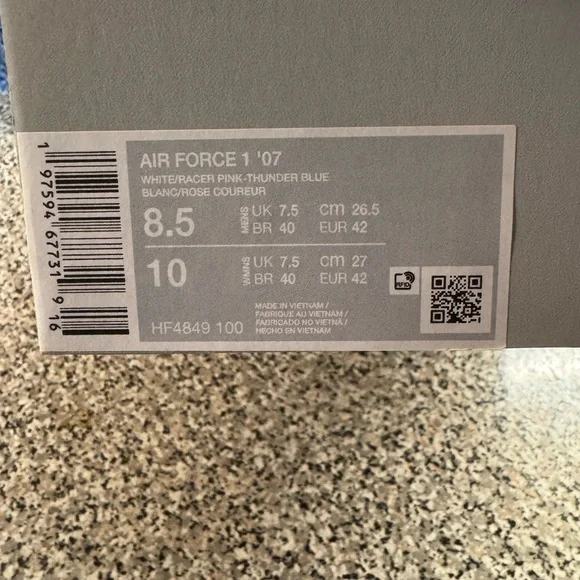 AIR FORCE 1 '07
WHITE/RACER PINK-THUNDER BLUE
BLANC/ROSE COUREUR
8.5 MENS UK 7.5 cm 26.5
BR 40 EUR 42
10 WMNS UK 7.5 cm 27
BR 40 EUR 42
RFID
MADE IN VIETNAM /
FABRIQUE AU VIETNAM /
FABRICADO NO VIETNÃ /
HECHO EN VIETNAM
HF4849 100
1 97594 67731 9 16